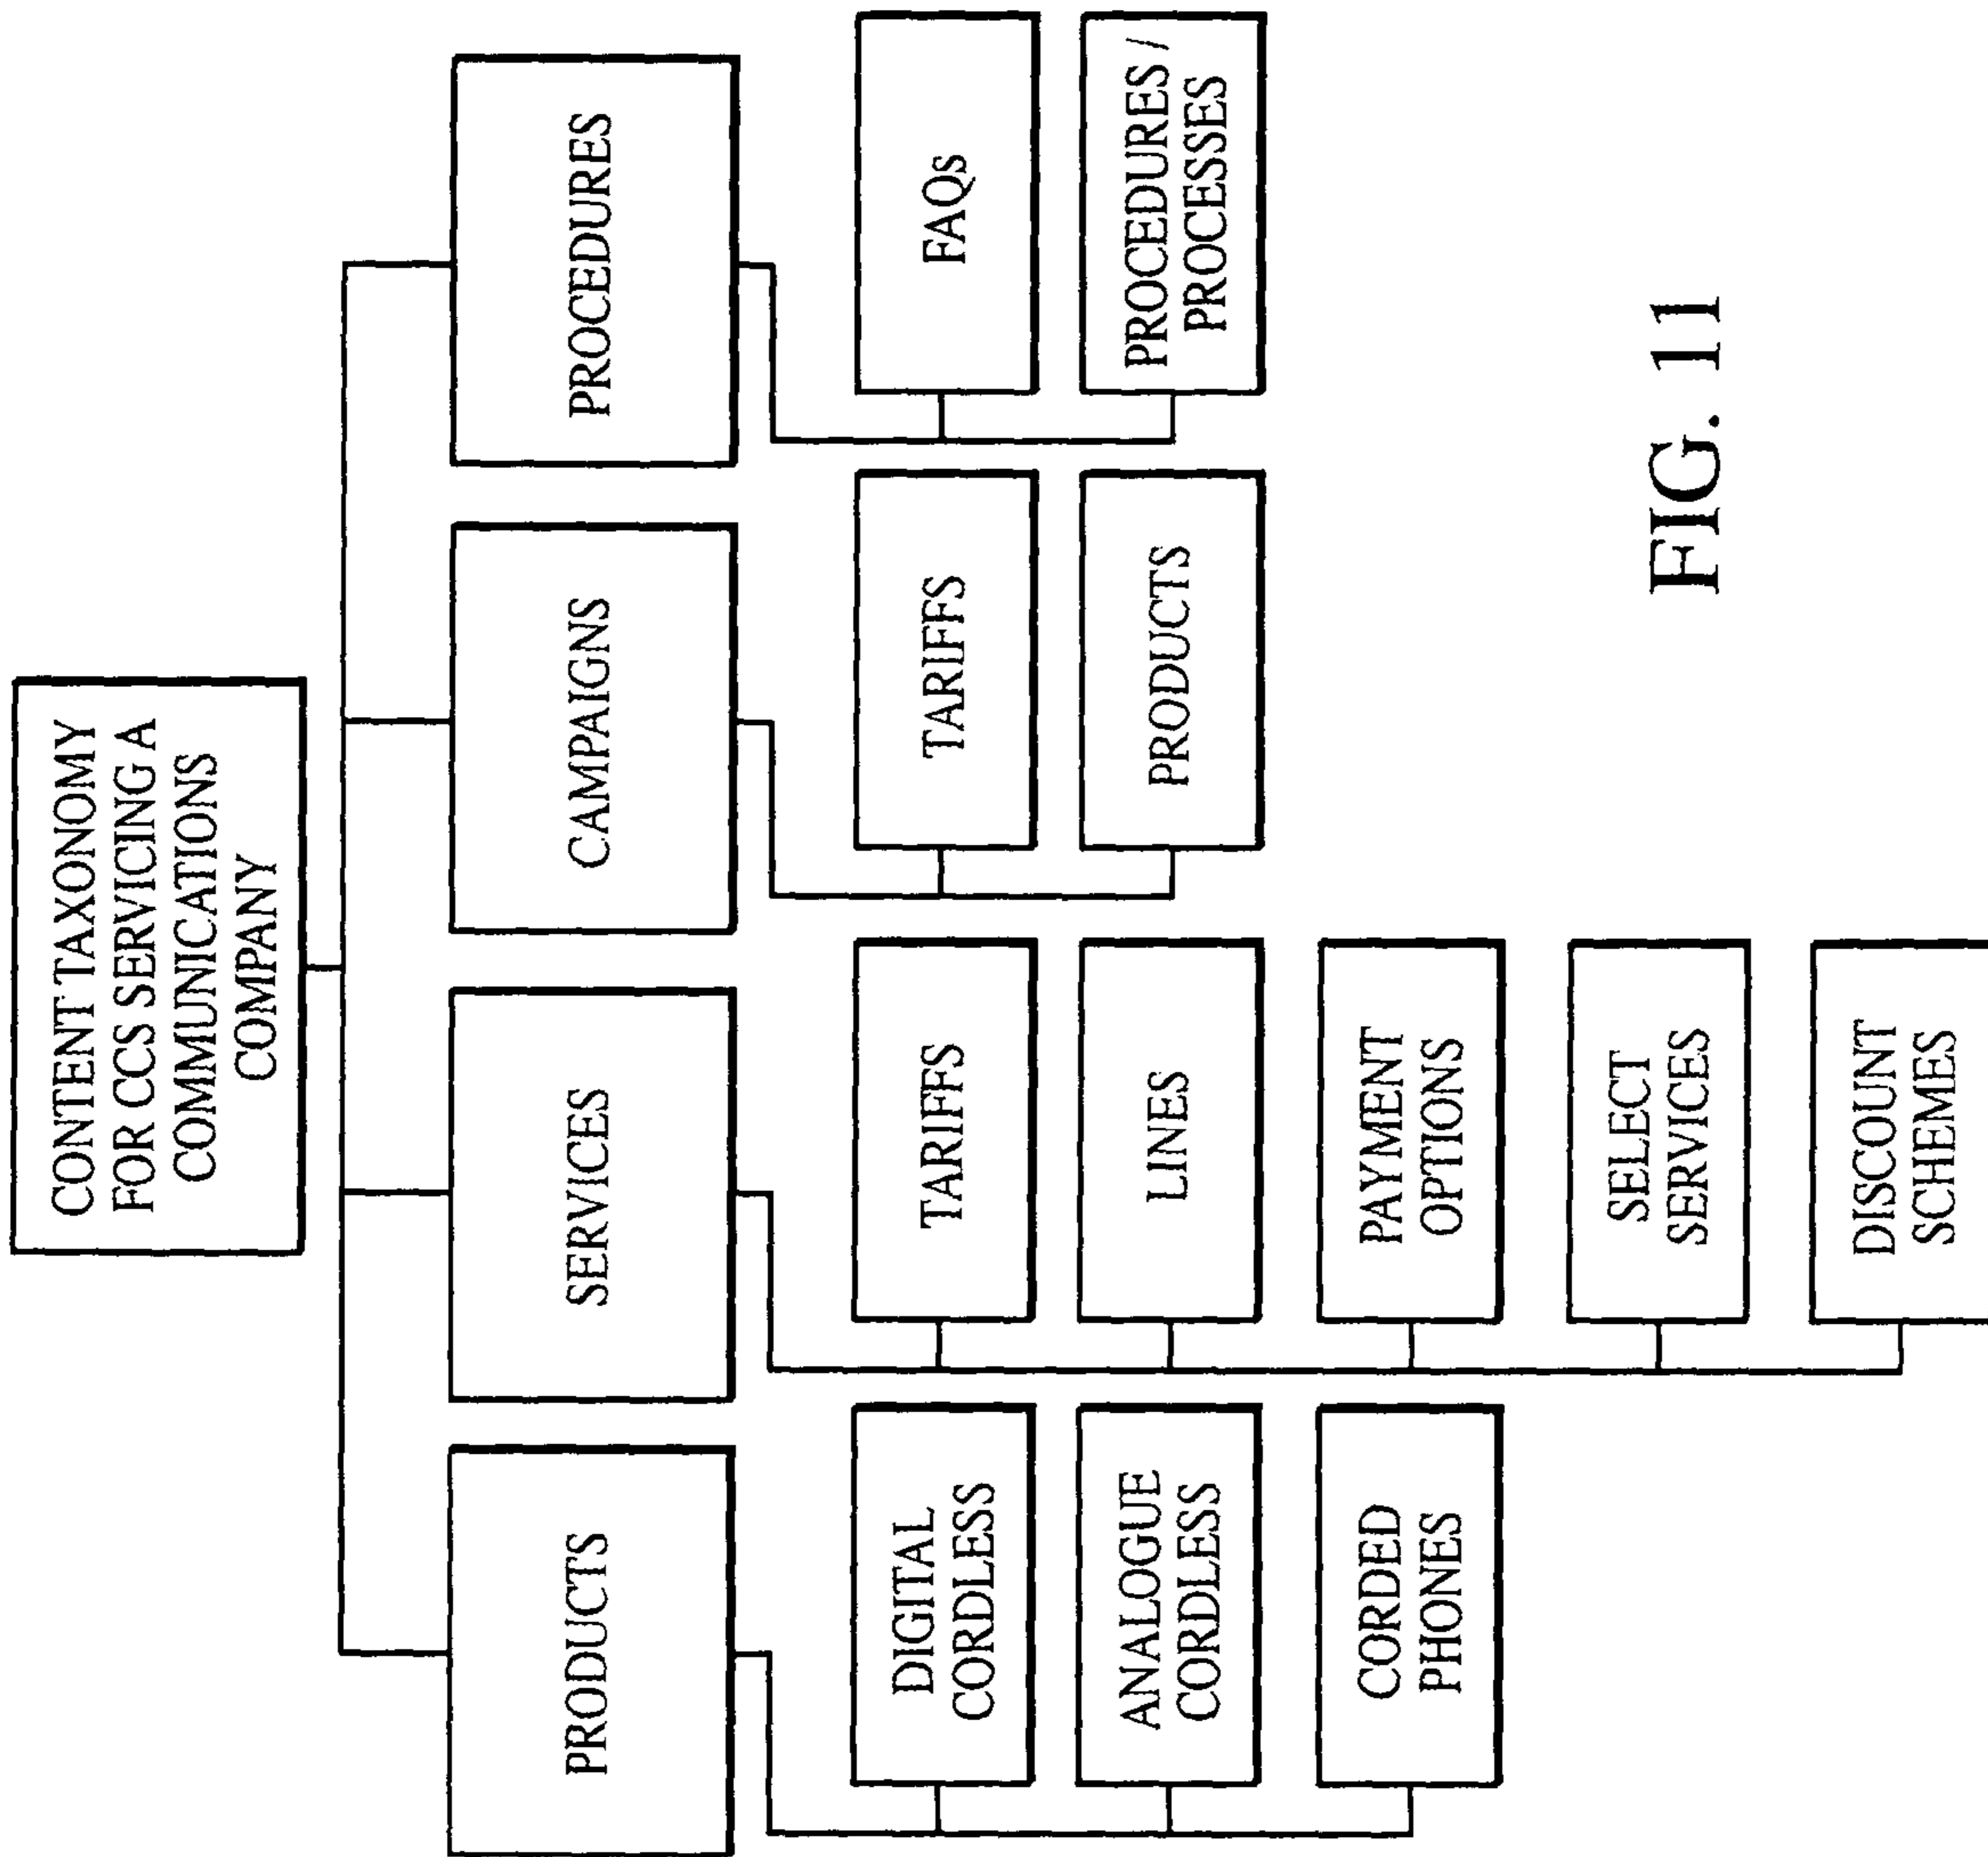 CONTENT TAXONOMY
FOR CCS SERVICING A
COMMUNICATIONS
COMPANY
PRODUCTS
SERVICES
CAMPAIGNS
PROCEDURES
DIGITAL
CORDLESS
ANALOGUE
CORDLESS
CORDED
PHONES
TARIFFS
LINES
PAYMENT
OPTIONS
SELECT
SERVICES
DISCOUNT
SCHEMES
TARIFFS
PRODUCTS
FAQs
PROCEDURES /
PROCESSES
FIG. 11